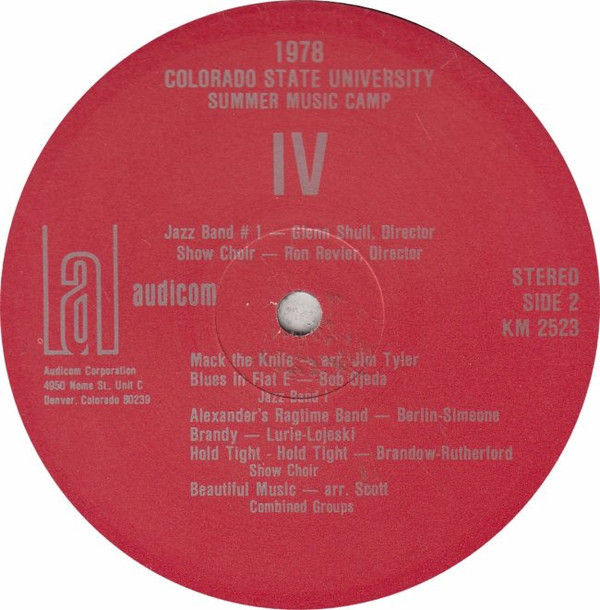 1978
COLORADO STATE UNIVERSITY
SUMMER MUSIC CAMP
IV
Jazz Band # 1 — Glenn Shull, Director
Show Choir — Ron Revier, Director
a
audicom
STEREO
SIDE 2
KM 2523
Audicom Corporation
4950 Nome St., Unit C
Denver, Colorado 80239
Mack the Knife — arr. Jim Tyler
Blues in Flat E — Bob Ojeda
Jazz Band I
Alexander's Ragtime Band — Berlin-Simeone
Brandy — Lurie-Lojeski
Hold Tight - Hold Tight — Brandow-Rutherford
Show Choir
Beautiful Music — arr. Scott
Combined Groups